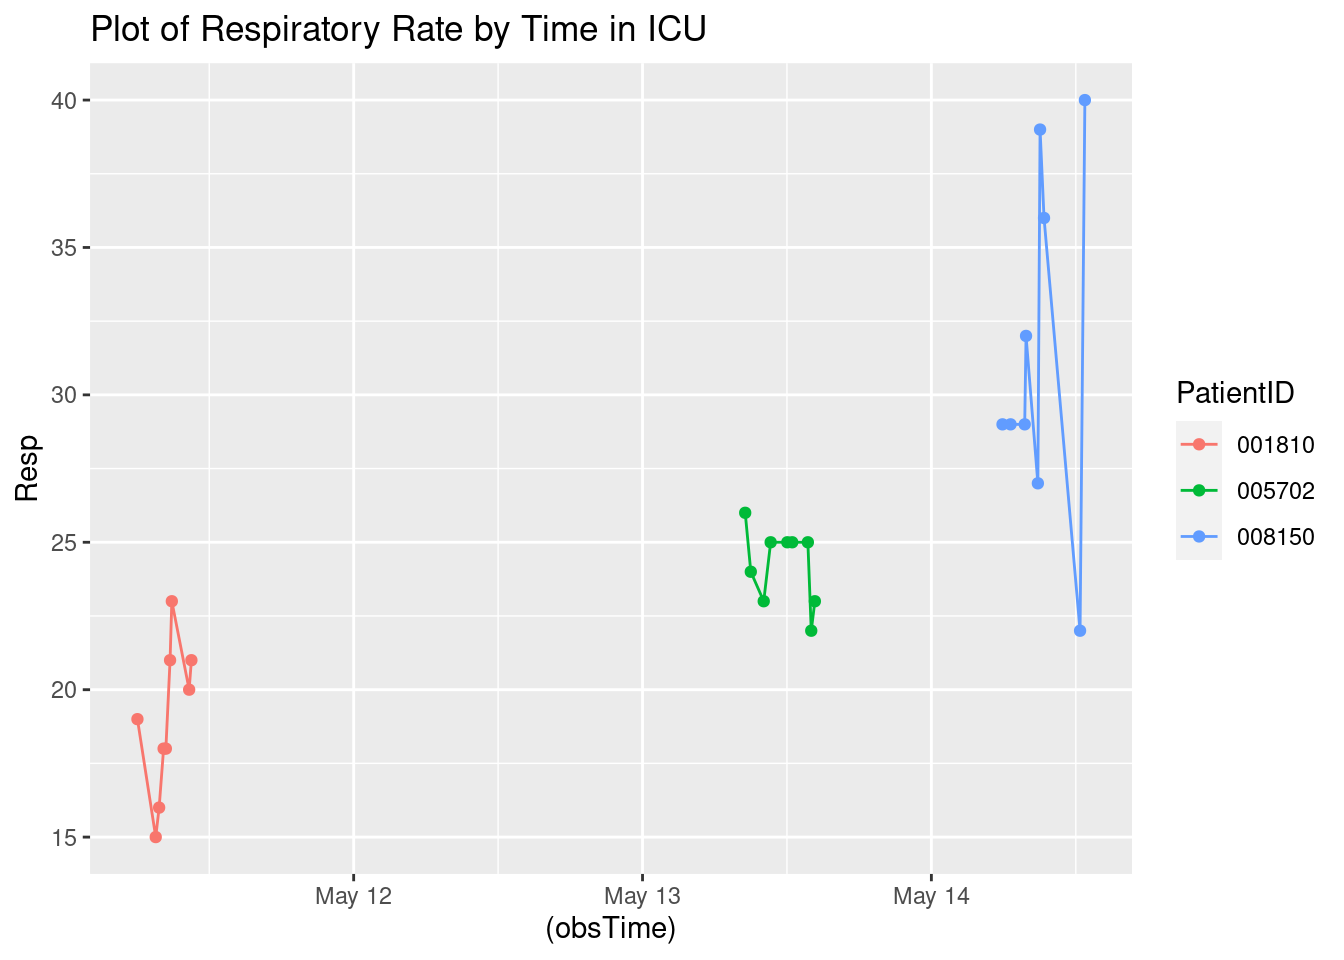 Plot of Respiratory Rate by Time in ICU
40
35
30
25
20
15
Resp
May 12
May 13
May 14
(obsTime)
PatientID
001810
005702
008150